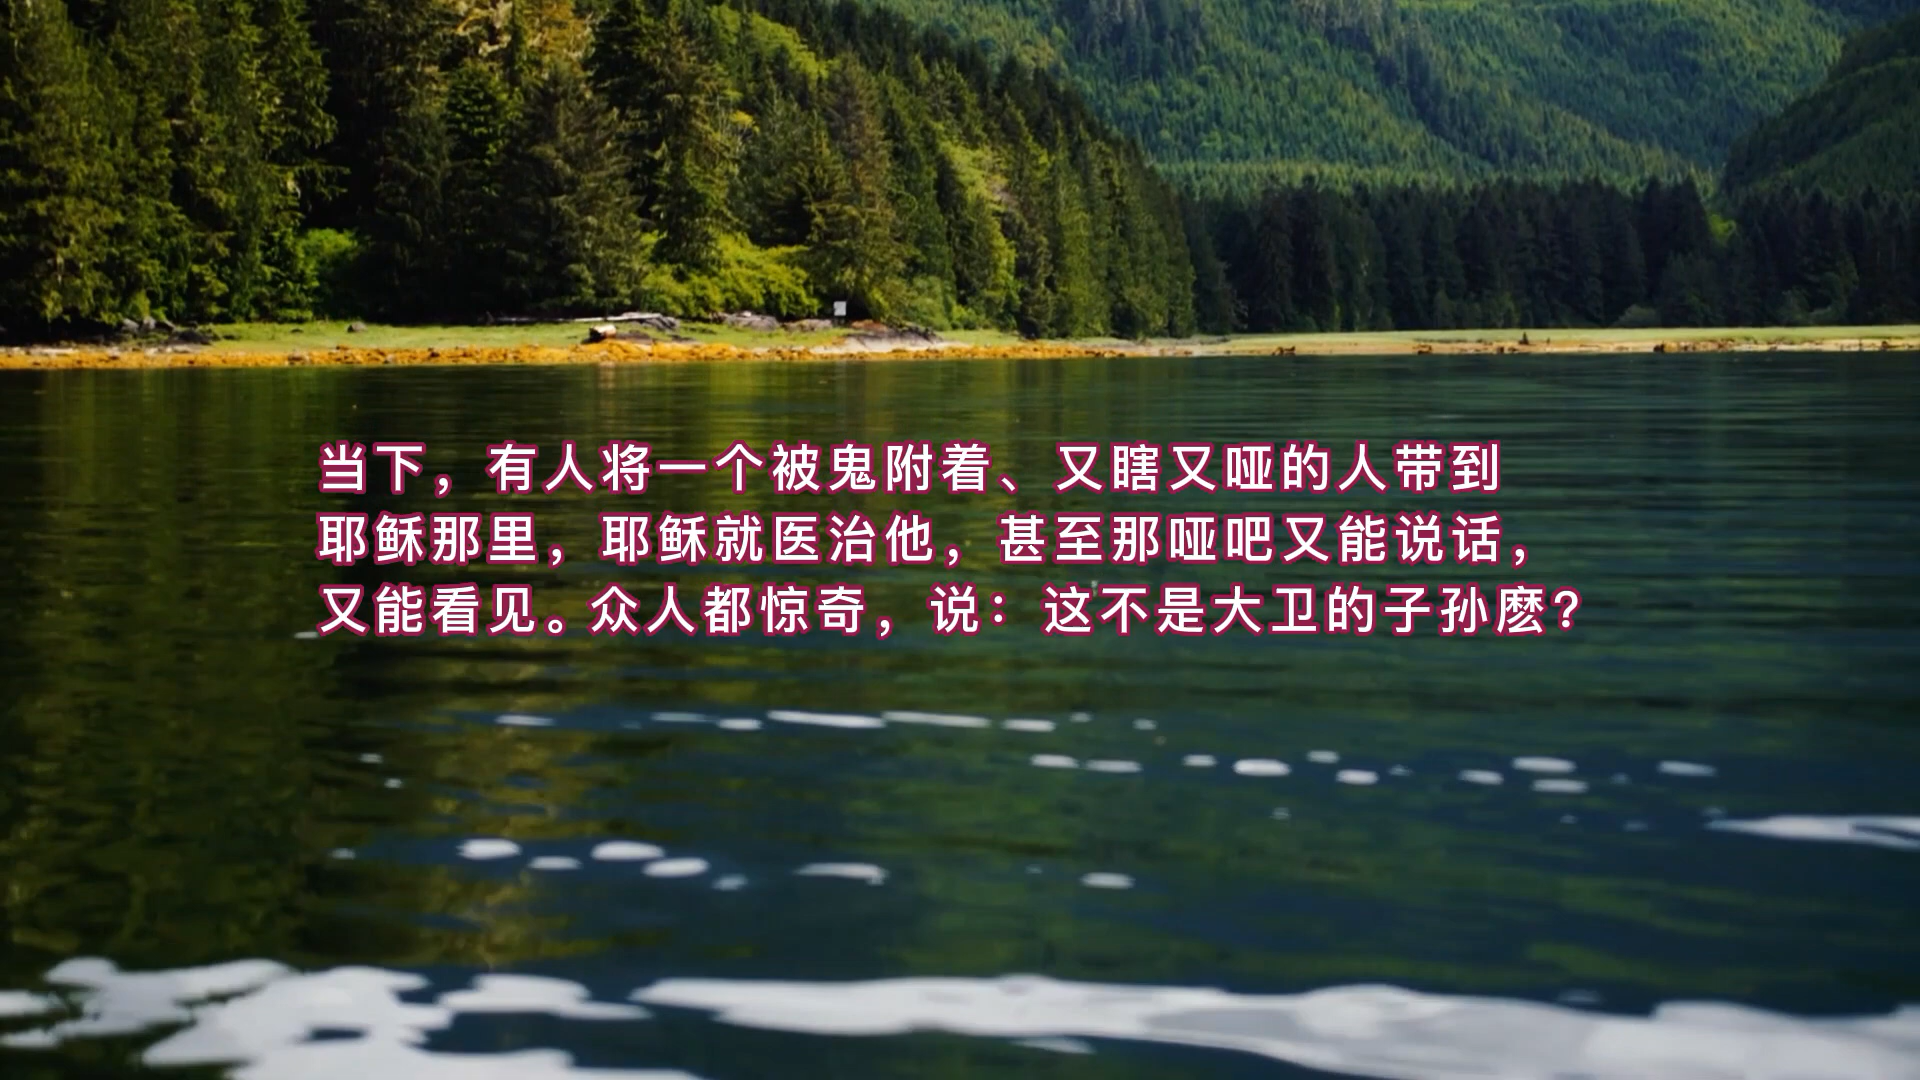 当下，有人将一个被鬼附着、又瞎又哑的人带到
耶稣那里，耶稣就医治他，甚至那哑吧又能说话，
又能看见。众人都惊奇，说：这不是大卫的子孙麽?